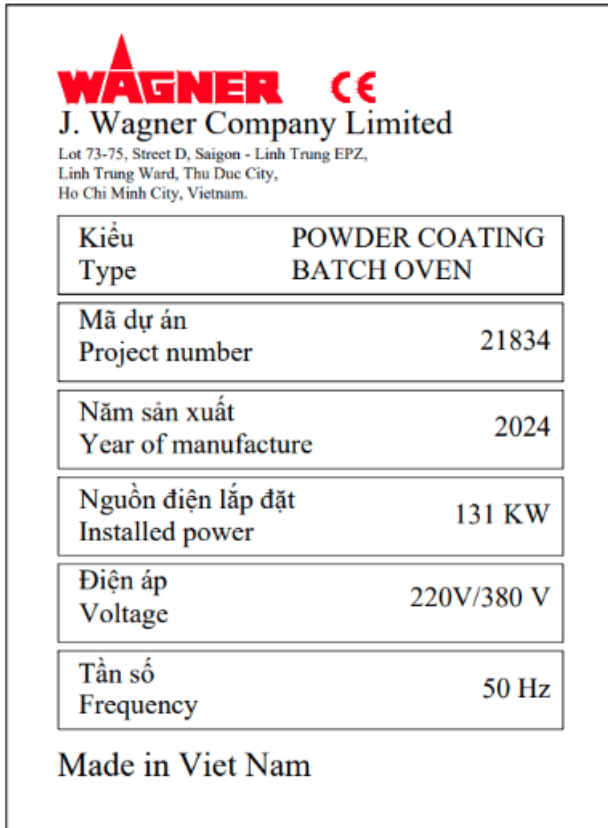 WAGNER CE
J. Wagner Company Limited
Lot 73-75, Street D, Saigon - Linh Trung EPZ,
Linh Trung Ward, Thu Duc City,
Ho Chi Minh City, Vietnam.
Kiểu POWDER COATING
Type BATCH OVEN
Mã dự án
Project number 21834
Năm sản xuất
Year of manufacture 2024
Nguồn điện lắp đặt
Installed power 131 KW
Điện áp
Voltage 220V/380 V
Tần số
Frequency 50 Hz
Made in Viet Nam